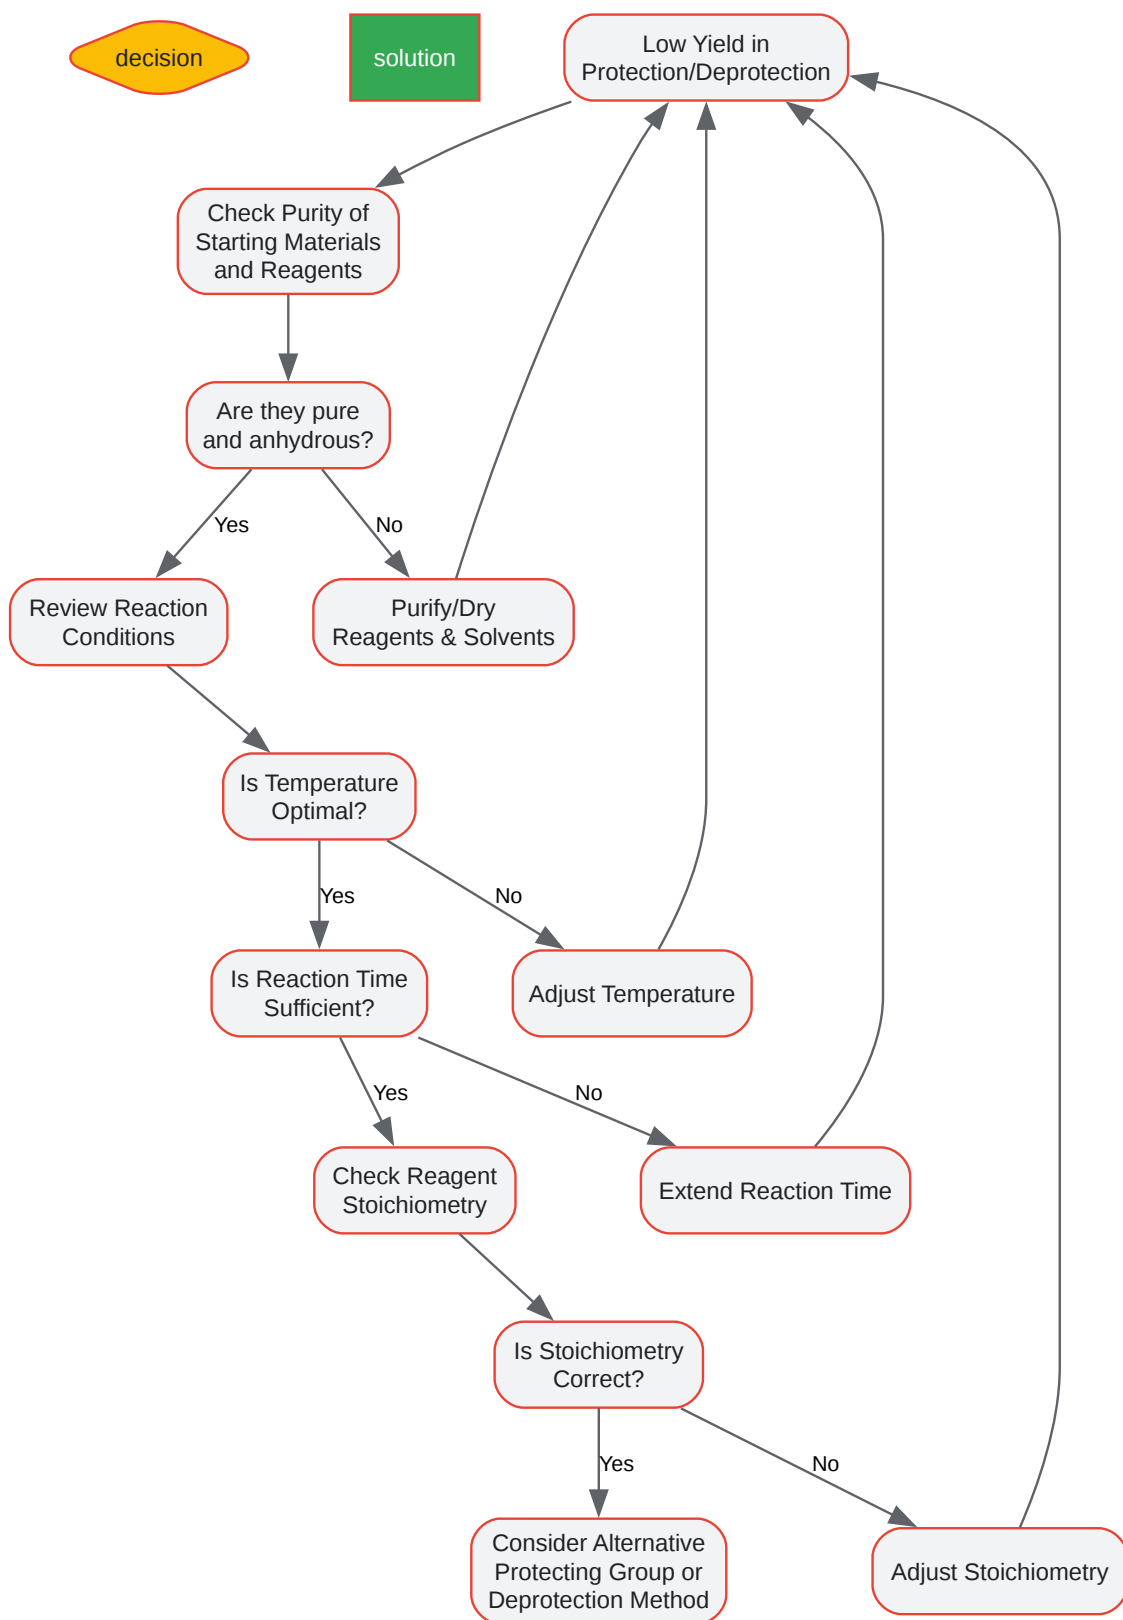 decision
solution
Low Yield in
Protection/Deprotection
Check Purity of
Starting Materials
and Reagents
Are they pure
and anhydrous?
Yes
No
Review Reaction
Conditions
Purify/Dry
Reagents & Solvents
Is Temperature
Optimal?
Yes
No
Is Reaction Time
Sufficient?
Adjust Temperature
Yes
No
Check Reagent
Stoichiometry
Extend Reaction Time
Is Stoichiometry
Correct?
Yes
No
Consider Alternative
Protecting Group or
Deprotection Method
Adjust Stoichiometry